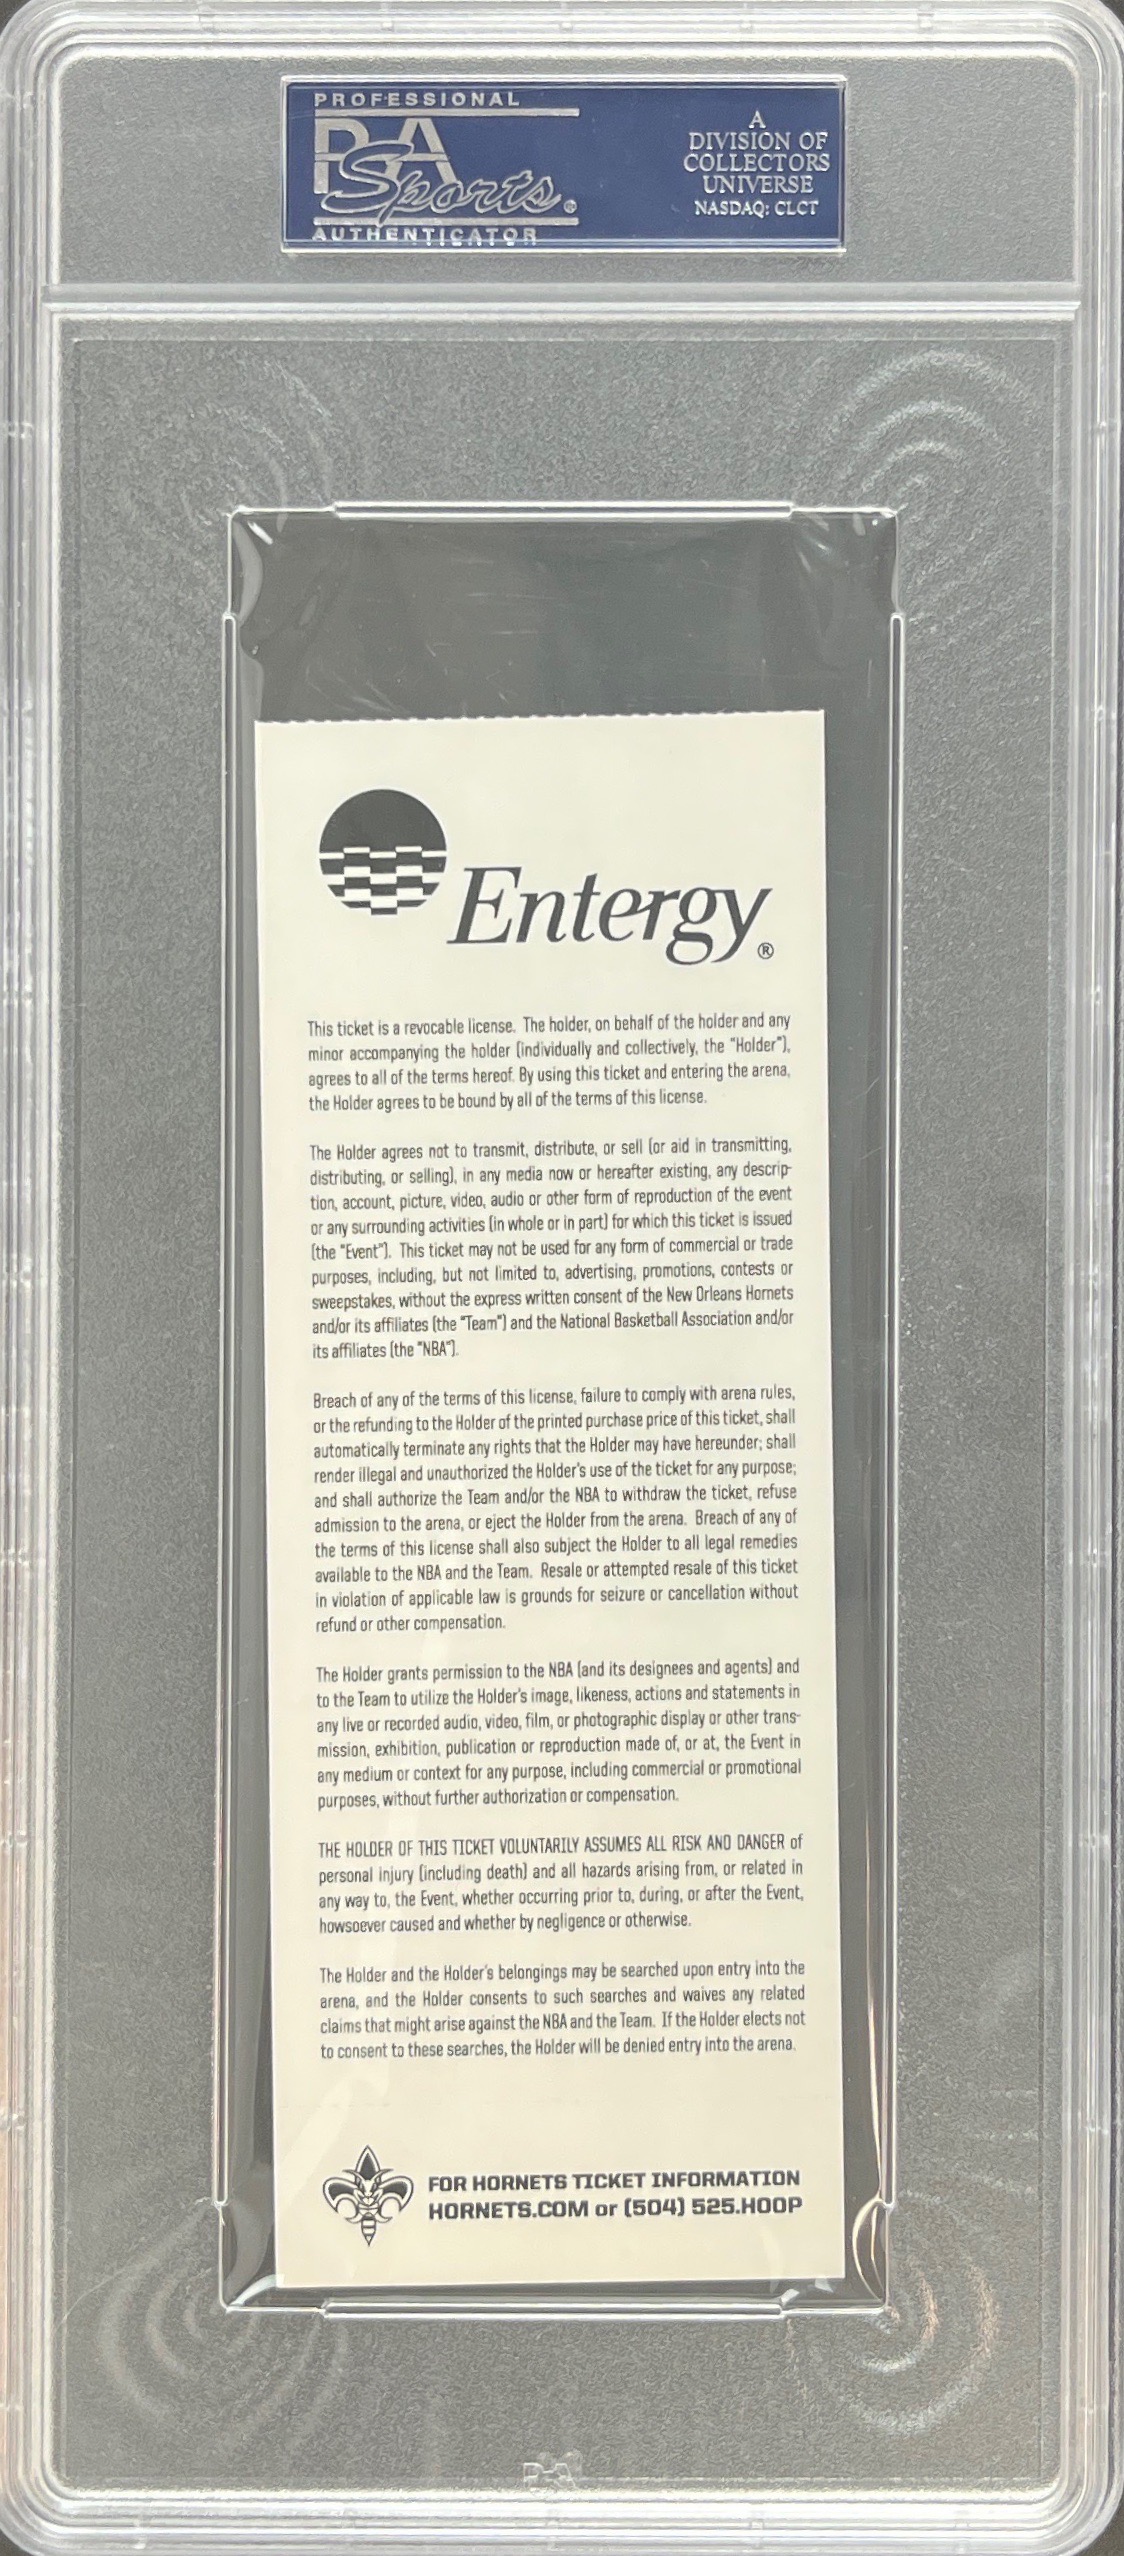 PROFESSIONAL
PSA
Sports®
AUTHENTICATOR
A
DIVISION OF
COLLECTORS
UNIVERSE
NASDAQ: CLCT
Entergy®
This ticket is a revocable license. The holder, on behalf of the holder and any
minor accompanying the holder (individually and collectively, the "Holder"),
agrees to all of the terms hereof. By using this ticket and entering the arena,
the Holder agrees to be bound by all of the terms of this license.
The Holder agrees not to transmit, distribute, or sell (or aid in transmitting,
distributing, or selling), in any media now or hereafter existing, any descrip-
tion, account, picture, video, audio or other form of reproduction of the event
or any surrounding activities (in whole or in part) for which this ticket is issued
(the "Event"). This ticket may not be used for any form of commercial or trade
purposes, including, but not limited to, advertising, promotions, contests or
sweepstakes, without the express written consent of the New Orleans Hornets
and/or its affiliates (the "Team") and the National Basketball Association and/or
its affiliates (the "NBA").
Breach of any of the terms of this license, failure to comply with arena rules,
or the refunding to the Holder of the printed purchase price of this ticket, shall
automatically terminate any rights that the Holder may have hereunder; shall
render illegal and unauthorized the Holder's use of the ticket for any purpose;
and shall authorize the Team and/or the NBA to withdraw the ticket, refuse
admission to the arena, or eject the Holder from the arena. Breach of any of
the terms of this license shall also subject the Holder to all legal remedies
available to the NBA and the Team. Resale or attempted resale of this ticket
in violation of applicable law is grounds for seizure or cancellation without
refund or other compensation.
The Holder grants permission to the NBA (and its designees and agents) and
to the Team to utilize the Holder's image, likeness, actions and statements in
any live or recorded audio, video, film, or photographic display or other trans-
mission, exhibition, publication or reproduction made of, or at, the Event in
any medium or context for any purpose, including commercial or promotional
purposes, without further authorization or compensation.
THE HOLDER OF THIS TICKET VOLUNTARILY ASSUMES ALL RISK AND DANGER of
personal injury (including death) and all hazards arising from, or related in
any way to, the Event, whether occurring prior to, during, or after the Event,
howsoever caused and whether by negligence or otherwise.
The Holder and the Holder's belongings may be searched upon entry into the
arena, and the Holder consents to such searches and waives any related
claims that might arise against the NBA and the Team. If the Holder elects not
to consent to these searches, the Holder will be denied entry into the arena.
FOR HORNETS TICKET INFORMATION
HORNETS.COM or (504) 525.HOOP
PSA